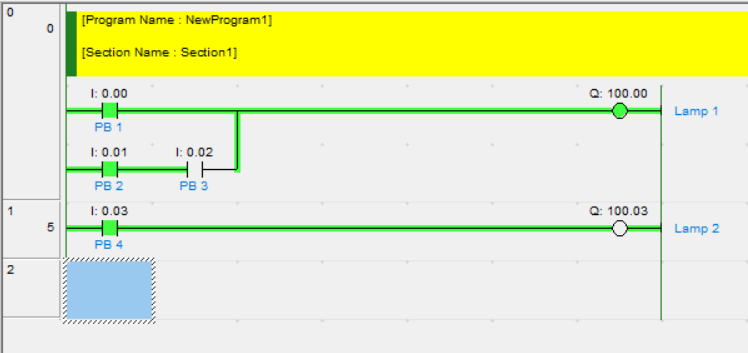 0
0
[Program Name : NewProgram1]
[Section Name : Section1]
I: 0.00
Q: 100.00
PB 1
Lamp 1
I: 0.01
I: 0.02
PB 2
PB 3
1
5
I: 0.03
Q: 100.03
PB 4
Lamp 2
2